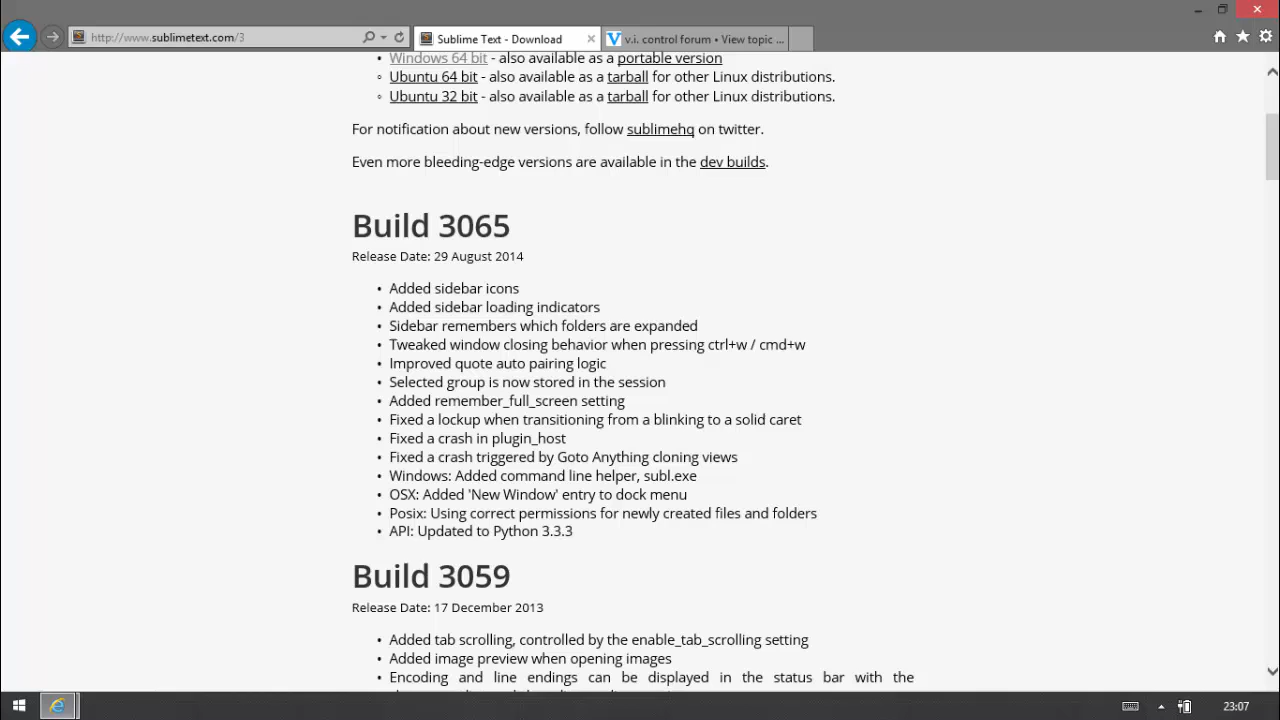 http://www.sublimetext.com/3
Sublime Text - Download
v.i. control forum • View topic ...
• Windows 64 bit - also available as a portable version
◦ Ubuntu 64 bit - also available as a tarball for other Linux distributions.
◦ Ubuntu 32 bit - also available as a tarball for other Linux distributions.
For notification about new versions, follow sublimehq on twitter.
Even more bleeding-edge versions are available in the dev builds.
Build 3065
Release Date: 29 August 2014
• Added sidebar icons
• Added sidebar loading indicators
• Sidebar remembers which folders are expanded
• Tweaked window closing behavior when pressing ctrl+w / cmd+w
• Improved quote auto pairing logic
• Selected group is now stored in the session
• Added remember_full_screen setting
• Fixed a lockup when transitioning from a blinking to a solid caret
• Fixed a crash in plugin_host
• Fixed a crash triggered by Goto Anything cloning views
• Windows: Added command line helper, subl.exe
• OSX: Added 'New Window' entry to dock menu
• Posix: Using correct permissions for newly created files and folders
• API: Updated to Python 3.3.3
Build 3059
Release Date: 17 December 2013
• Added tab scrolling, controlled by the enable_tab_scrolling setting
• Added image preview when opening images
• Encoding and line endings can be displayed in the status bar with the
23:07